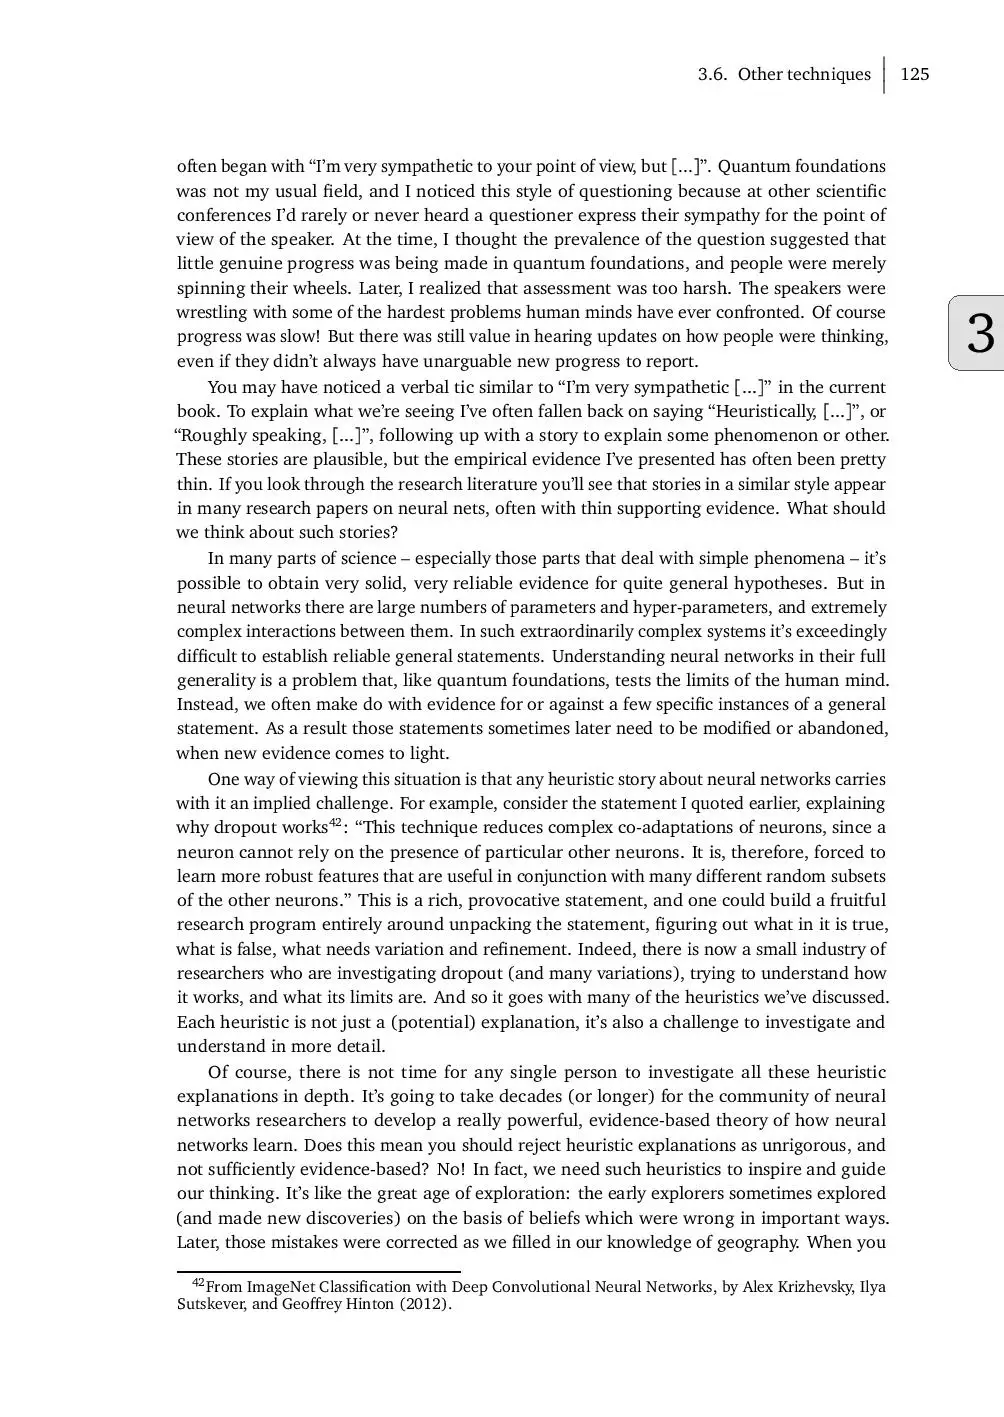 3.6. Other techniques 125
often began with “I’m very sympathetic to your point of view, but [...]”. Quantum foundations
was not my usual field, and I noticed this style of questioning because at other scientific
conferences I’d rarely or never heard a questioner express their sympathy for the point of
view of the speaker. At the time, I thought the prevalence of the question suggested that
little genuine progress was being made in quantum foundations, and people were merely
spinning their wheels. Later, I realized that assessment was too harsh. The speakers were
wrestling with some of the hardest problems human minds have ever confronted. Of course
progress was slow! But there was still value in hearing updates on how people were thinking,
even if they didn’t always have unarguable new progress to report.
3
You may have noticed a verbal tic similar to “I’m very sympathetic [...]” in the current
book. To explain what we’re seeing I’ve often fallen back on saying “Heuristically, [...]”, or
“Roughly speaking, [...]”, following up with a story to explain some phenomenon or other.
These stories are plausible, but the empirical evidence I’ve presented has often been pretty
thin. If you look through the research literature you’ll see that stories in a similar style appear
in many research papers on neural nets, often with thin supporting evidence. What should
we think about such stories?
In many parts of science – especially those parts that deal with simple phenomena – it’s
possible to obtain very solid, very reliable evidence for quite general hypotheses. But in
neural networks there are large numbers of parameters and hyper-parameters, and extremely
complex interactions between them. In such extraordinarily complex systems it’s exceedingly
difficult to establish reliable general statements. Understanding neural networks in their full
generality is a problem that, like quantum foundations, tests the limits of the human mind.
Instead, we often make do with evidence for or against a few specific instances of a general
statement. As a result those statements sometimes later need to be modified or abandoned,
when new evidence comes to light.
One way of viewing this situation is that any heuristic story about neural networks carries
with it an implied challenge. For example, consider the statement I quoted earlier, explaining
why dropout works42: “This technique reduces complex co-adaptations of neurons, since a
neuron cannot rely on the presence of particular other neurons. It is, therefore, forced to
learn more robust features that are useful in conjunction with many different random subsets
of the other neurons.” This is a rich, provocative statement, and one could build a fruitful
research program entirely around unpacking the statement, figuring out what in it is true,
what is false, what needs variation and refinement. Indeed, there is now a small industry of
researchers who are investigating dropout (and many variations), trying to understand how
it works, and what its limits are. And so it goes with many of the heuristics we’ve discussed.
Each heuristic is not just a (potential) explanation, it’s also a challenge to investigate and
understand in more detail.
Of course, there is not time for any single person to investigate all these heuristic
explanations in depth. It’s going to take decades (or longer) for the community of neural
networks researchers to develop a really powerful, evidence-based theory of how neural
networks learn. Does this mean you should reject heuristic explanations as unrigorous, and
not sufficiently evidence-based? No! In fact, we need such heuristics to inspire and guide
our thinking. It’s like the great age of exploration: the early explorers sometimes explored
(and made new discoveries) on the basis of beliefs which were wrong in important ways.
Later, those mistakes were corrected as we filled in our knowledge of geography. When you
42From ImageNet Classification with Deep Convolutional Neural Networks, by Alex Krizhevsky, Ilya
Sutskever, and Geoffrey Hinton (2012).